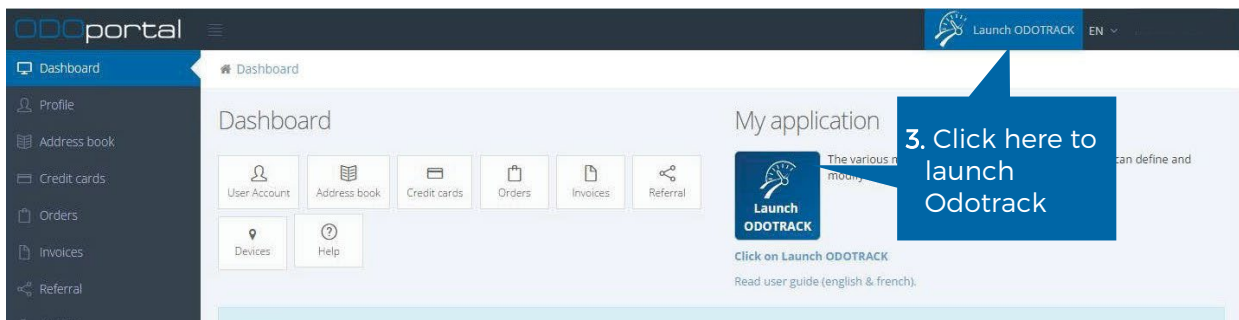 ODOportal
Launch ODOTRACK
EN
Dashboard
Dashboard
Profile
Address book
Credit cards
Orders
Invoices
Referral
Dashboard
User Account
Address book
Credit cards
Orders
Invoices
Referral
Devices
Help
My application
The various
can define and
Launch
ODOTRACK
Click on Launch ODOTRACK
Read user guide (english & french).
3. Click here to
launch
Odotrack